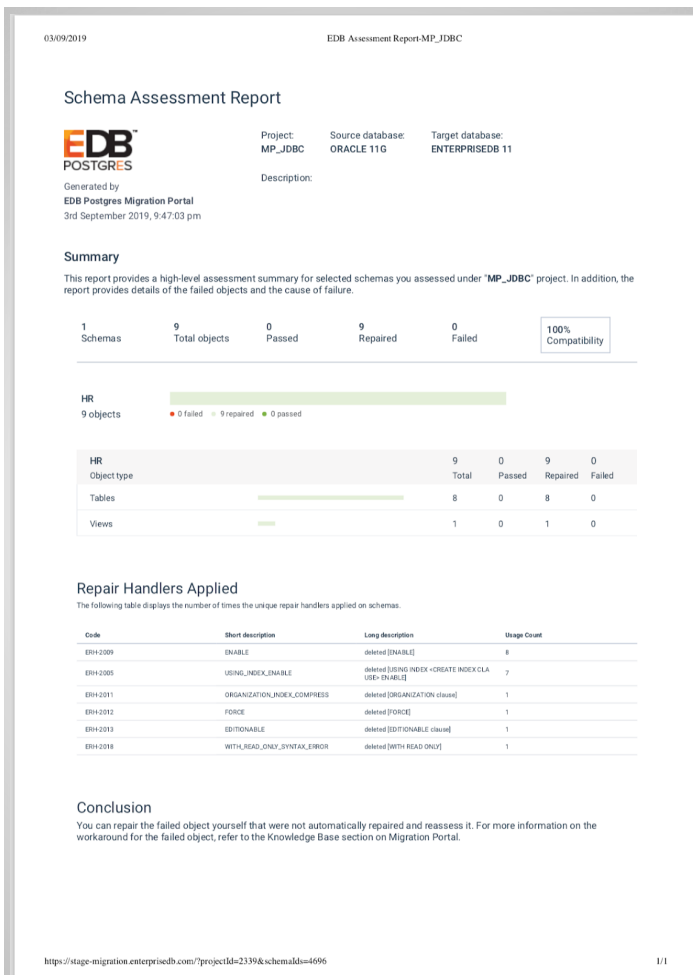 03/09/2019 EDB Assessment Report-MP_JDBC
Schema Assessment Report
EDB™
POSTGRES
Project: Source database: Target database:
MP_JDBC ORACLE 11G ENTERPRISEDB 11
Description:
Generated by
EDB Postgres Migration Portal
3rd September 2019, 9:47:03 pm
Summary
This report provides a high-level assessment summary for selected schemas you assessed under "MP_JDBC" project. In addition, the
report provides details of the failed objects and the cause of failure.
1 9 0 9 0 100%
Schemas Total objects Passed Repaired Failed Compatibility
HR
9 objects 0 failed 9 repaired 0 passed
HR 9 0 9 0
Object type Total Passed Repaired Failed
Tables 8 0 8 0
Views 1 0 1 0
Repair Handlers Applied
The following table displays the number of times the unique repair handlers applied on schemas.
Code Short description Long description Usage Count
ERH-2009 ENABLE deleted [ENABLE] 8
ERH-2005 USING_INDEX_ENABLE deleted [USING INDEX <CREATE INDEX CLA
USE> ENABLE] 7
ERH-2011 ORGANIZATION_INDEX_COMPRESS deleted [ORGANIZATION clause] 1
ERH-2012 FORCE deleted [FORCE] 1
ERH-2013 EDITIONABLE deleted [EDITIONABLE clause] 1
ERH-2018 WITH_READ_ONLY_SYNTAX_ERROR deleted [WITH READ ONLY] 1
Conclusion
You can repair the failed object yourself that were not automatically repaired and reassess it. For more information on the
workaround for the failed object, refer to the Knowledge Base section on Migration Portal.
https://stage-migration.enterprisedb.com/?projectId=2339&schemaIds=4696 1/1